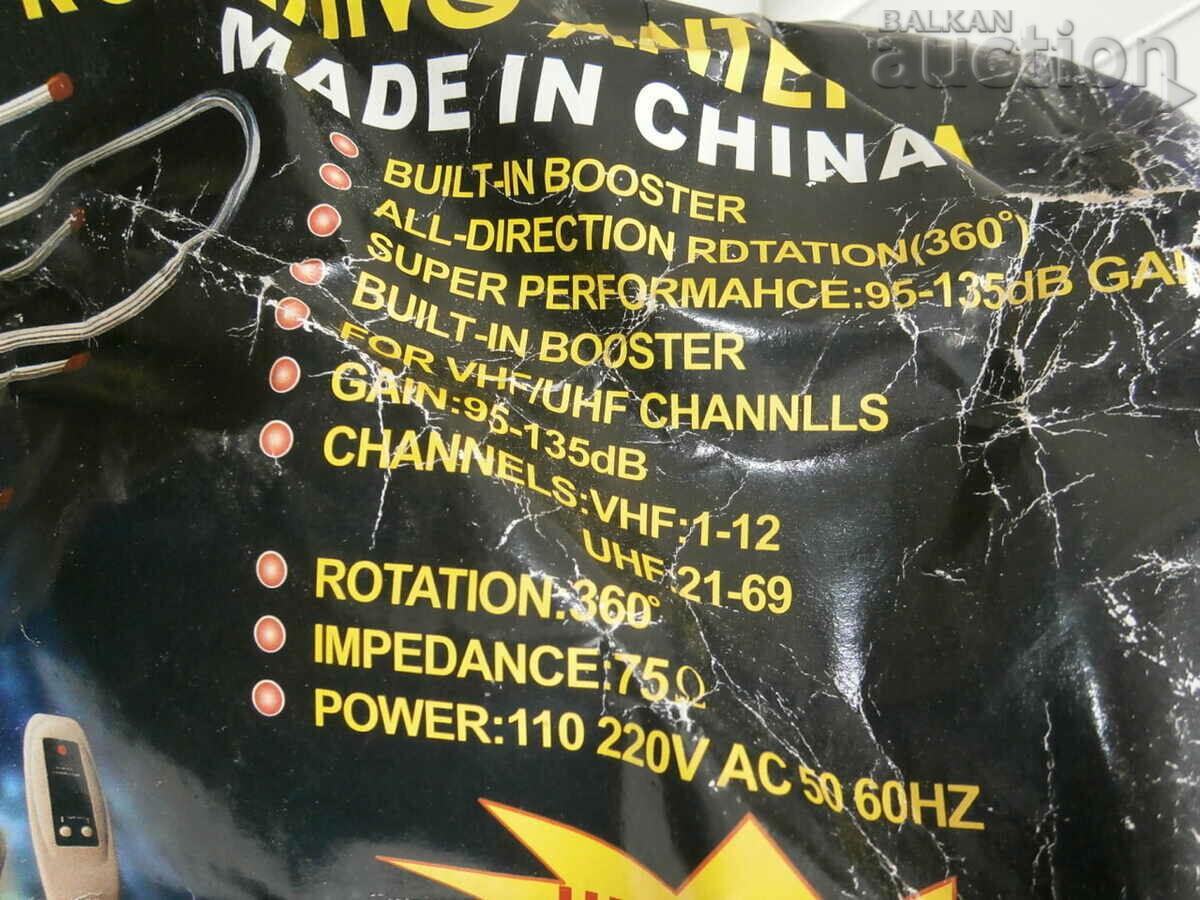 BALKAN
auction
MADE IN CHINA
BUILT-IN BOOSTER
ALL-DIRECTION RDTATION(360°)
SUPER PERFORMAHCE:95-135dB
BUILT-IN BOOSTER
FOR VHF/UHF CHANNLLS
GAIN:95-135dB
CHANNELS:VHF:1-12
UHF:21-69
ROTATION:360°
IMPEDANCE:75Ω
POWER:110 220V AC 50 60HZ